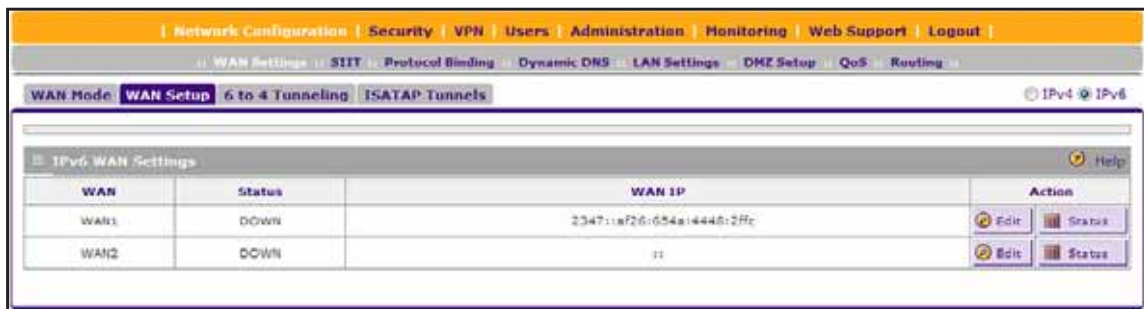 | Network Configuration | Security | VPN | Users | Administration | Monitoring | Web Support | Logout |
:: WAN Settings :: SIIT :: Protocol Binding :: Dynamic DNS :: LAN Settings :: DMZ Setup :: QoS :: Routing ::
WAN Mode WAN Setup 6 to 4 Tunneling ISATAP Tunnels IPv4 IPv6
IPv6 WAN Settings Help
WAN Status WAN IP Action
WAN1 DOWN 2347::af26:654a:4448:2ffc Edit Status
WAN2 DOWN :: Edit Status